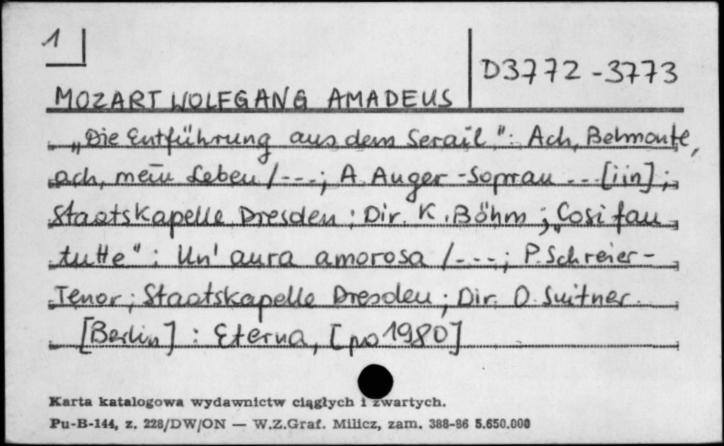 1
D3772-3773
MOZART WOLFGANG AMADEUS
„Die Entführung aus dem Serail": Ach, Belmonte,
ach, mein Leben /---; A. Auger-Sopran ... [iin];
Staatskapelle Dresden; Dir. K. Böhm; „Cosi fan
tutte": Un' aura amorosa /---; P. Schreier-
Tenor; Staatskapelle Dresden; Dir. O. Suitner.
[Berlin] : Eterna, [po 1980]
Karta katalogowa wydawnictw ciągłych i zwartych.
Pu-B-144, z. 228/DW/ON — W.Z.Graf. Milicz, zam. 388-86 5.650.000